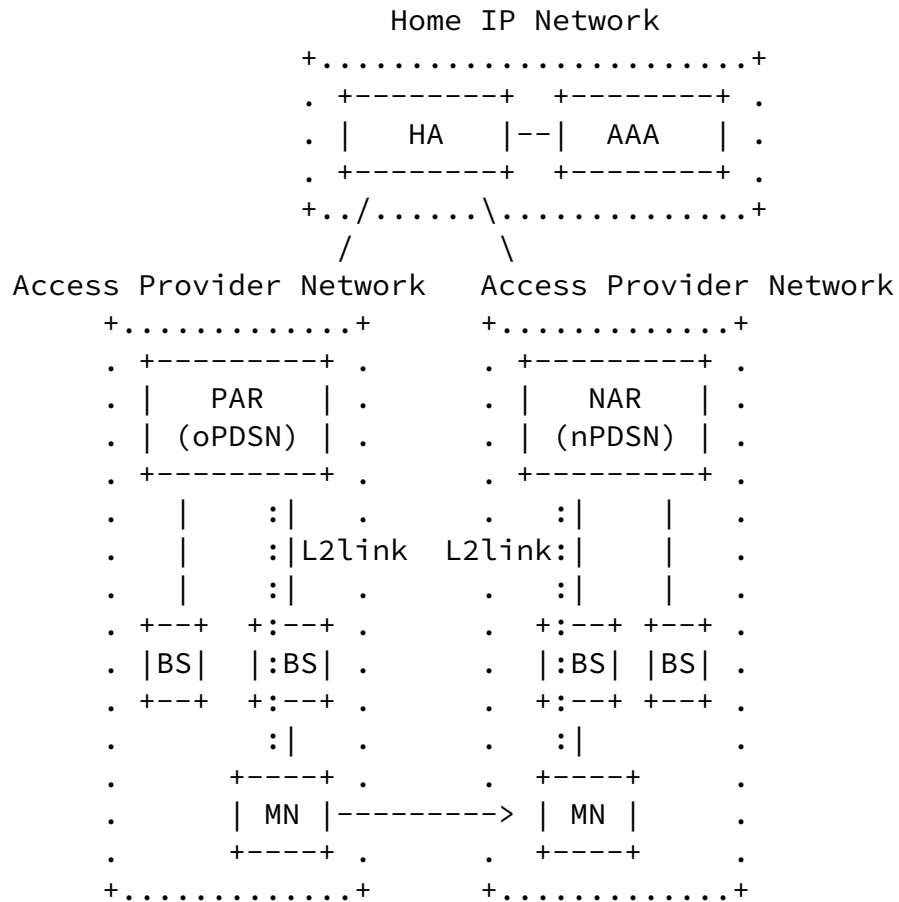 Home IP Network
+........................+
. +--------+  +--------+ .
. |   HA   |--|  AAA   | .
. +--------+  +--------+ .
+../......\..............+
/        \
Access Provider Network   Access Provider Network
+.............+      +.............+
. +---------+ .      . +---------+ .
. |   PAR   | .      . |   NAR   | .
. | (oPDSN) | .      . | (nPDSN) | .
. +---------+ .      . +---------+ .
.   |    :|   .      .   :|    |   .
.   |    :|L2link  L2link:|    |   .
.   |    :|   .      .   :|    |   .
. +--+  +:--+ .      .  +:--+ +--+ .
. |BS|  |:BS| .      .  |:BS| |BS| .
. +--+  +:--+ .      .  +:--+ +--+ .
.        :|   .      .   :|        .
.      +----+ .      .  +----+     .
.      | MN |---------> | MN |     .
.      +----+ .      .  +----+     .
+.............+      +.............+